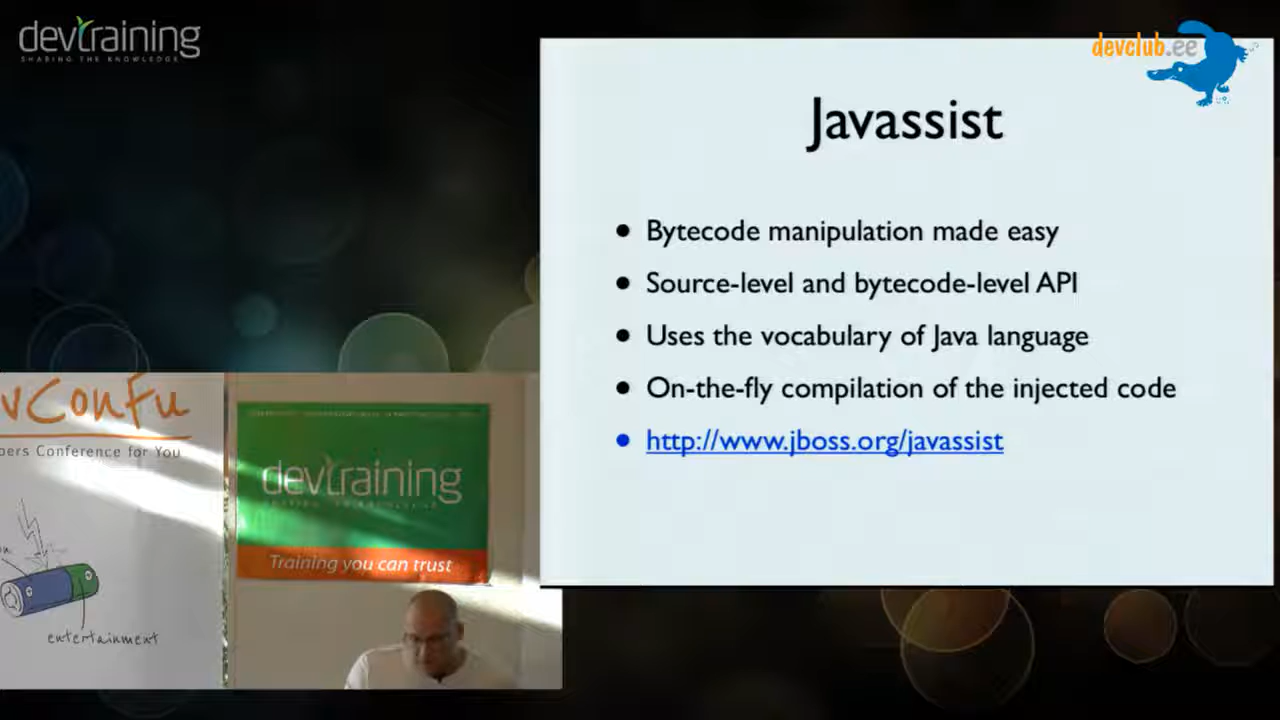 devtraining
SHARING THE KNOWLEDGE
devclub.ee
Javassist
• Bytecode manipulation made easy
• Source-level and bytecode-level API
• Uses the vocabulary of Java language
• On-the-fly compilation of the injected code
• http://www.jboss.org/javassist
vConFu
pers Conference for You
entertainment
devtraining
Training you can trust